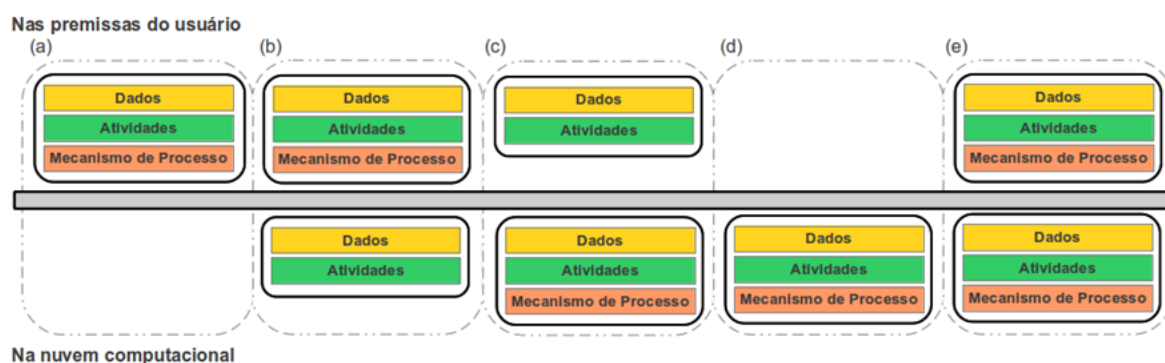 Nas premissas do usuário
(a) (b) (c) (d) (e)
Dados Dados Dados Dados
Atividades Atividades Atividades Atividades
Mecanismo de Processo Mecanismo de Processo Mecanismo de Processo
Dados Dados Dados Dados
Atividades Atividades Atividades Atividades
Mecanismo de Processo Mecanismo de Processo Mecanismo de Processo
Na nuvem computacional